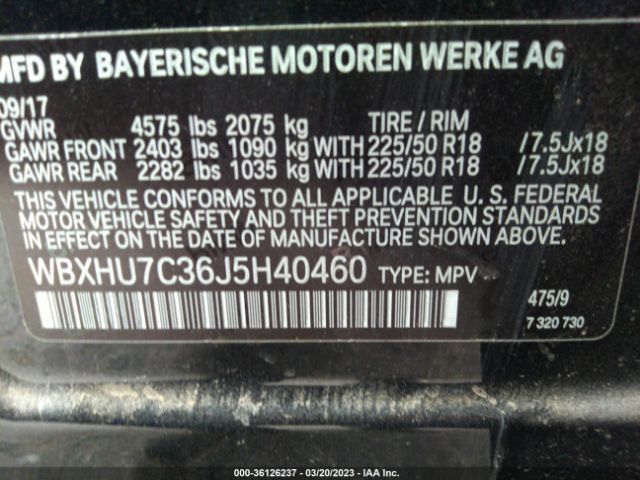 MFD BY BAYERISCHE MOTOREN WERKE AG
09/17
GVWR 4575 lbs 2075 kg TIRE / RIM
GAWR FRONT 2403 lbs 1090 kg WITH 225/50 R18 /7.5Jx18
GAWR REAR 2282 lbs 1035 kg WITH 225/50 R18 /7.5Jx18
THIS VEHICLE CONFORMS TO ALL APPLICABLE U. S. FEDERAL
MOTOR VEHICLE SAFETY AND THEFT PREVENTION STANDARDS
IN EFFECT ON THE DATE OF MANUFACTURE SHOWN ABOVE.
WBXHU7C36J5H40460 TYPE: MPV
475/9
7 320 730
000-36126237 - 03/20/2023 - IAA Inc.